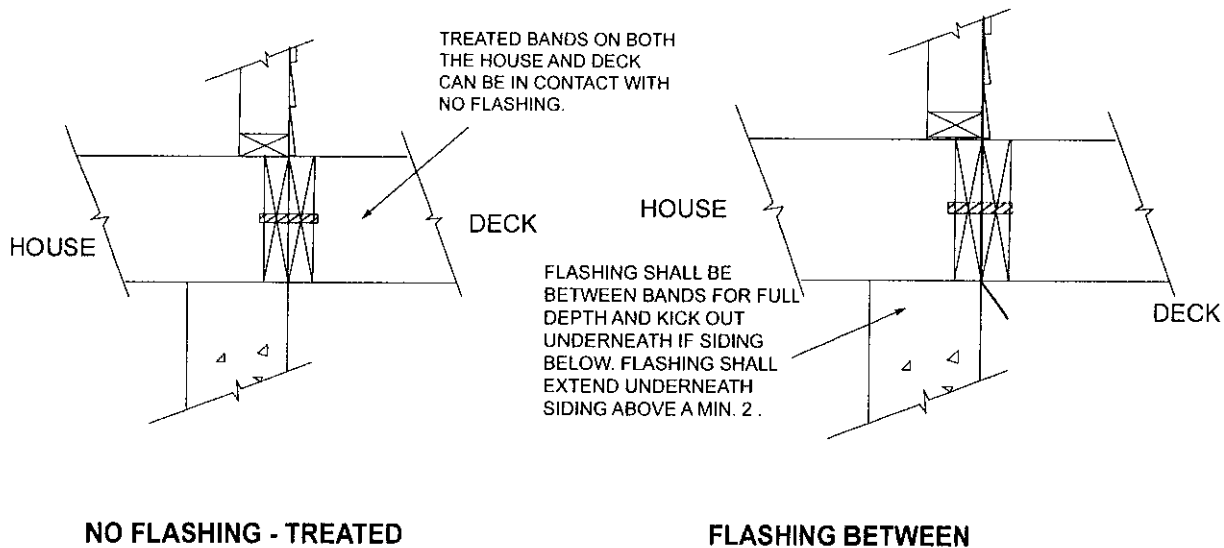 TREATED BANDS ON BOTH
THE HOUSE AND DECK
CAN BE IN CONTACT WITH
NO FLASHING.
HOUSE
DECK
HOUSE
DECK
FLASHING SHALL BE
BETWEEN BANDS FOR FULL
DEPTH AND KICK OUT
UNDERNEATH IF SIDING
BELOW. FLASHING SHALL
EXTEND UNDERNEATH
SIDING ABOVE A MIN. 2 .
NO FLASHING - TREATED
FLASHING BETWEEN